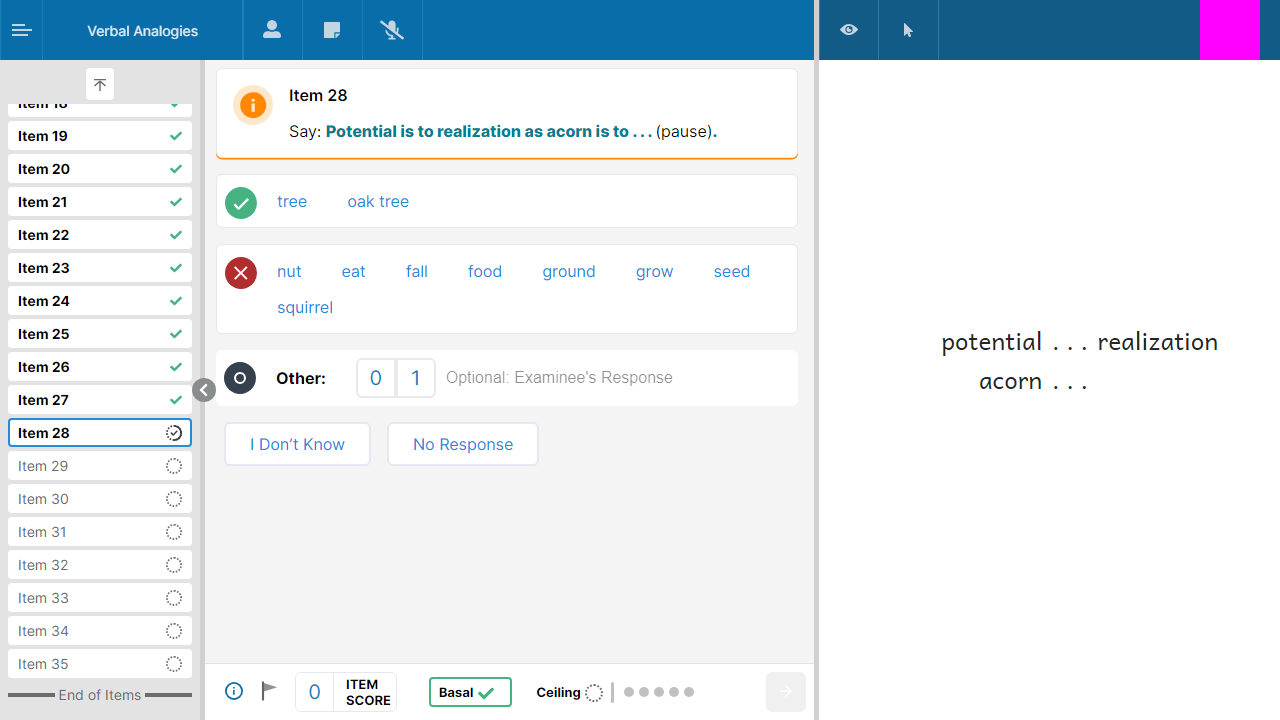 Verbal Analogies
Item 18
Item 19
Item 20
Item 21
Item 22
Item 23
Item 24
Item 25
Item 26
Item 27
Item 28
Item 29
Item 30
Item 31
Item 32
Item 33
Item 34
Item 35
End of Items
Item 28
Say: Potential is to realization as acorn is to . . . (pause).
tree oak tree
nut eat fall food ground grow seed
squirrel
Other: 0 1 Optional: Examinee's Response
I Don’t Know No Response
0 ITEM SCORE Basal Ceiling
potential . . . realization
acorn . . .